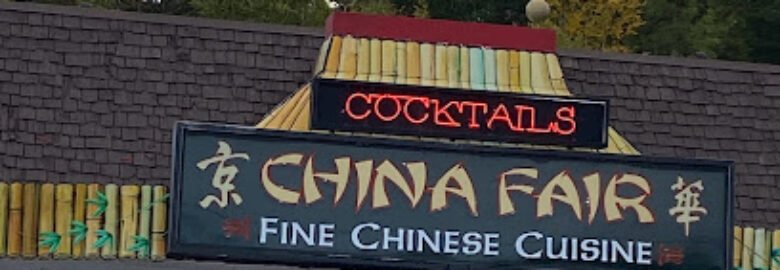 COCKTAILS
京 CHINA FAIR 華
FINE CHINESE CUISINE